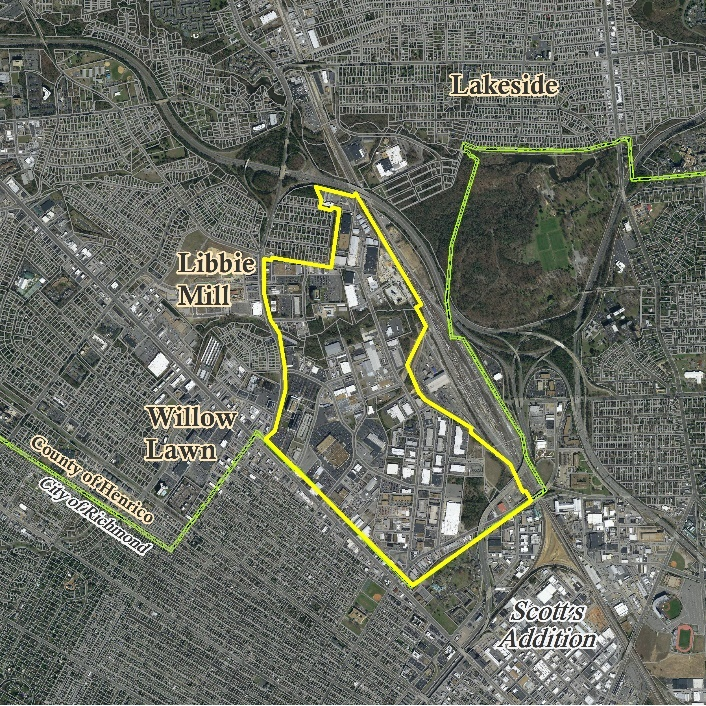 Lakeside
Libbie
Mill
Willow
Lawn
County of Henrico
City of Richmond
Scott's
Addition